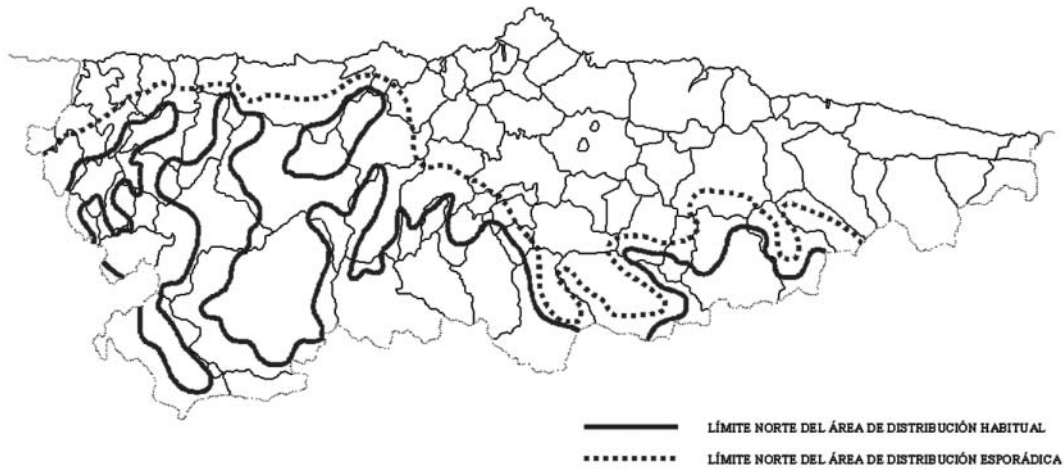 LÍMITE NORTE DEL ÁREA DE DISTRIBUCIÓN HABITUAL
LÍMITE NORTE DEL ÁREA DE DISTRIBUCIÓN ESPORÁDICA